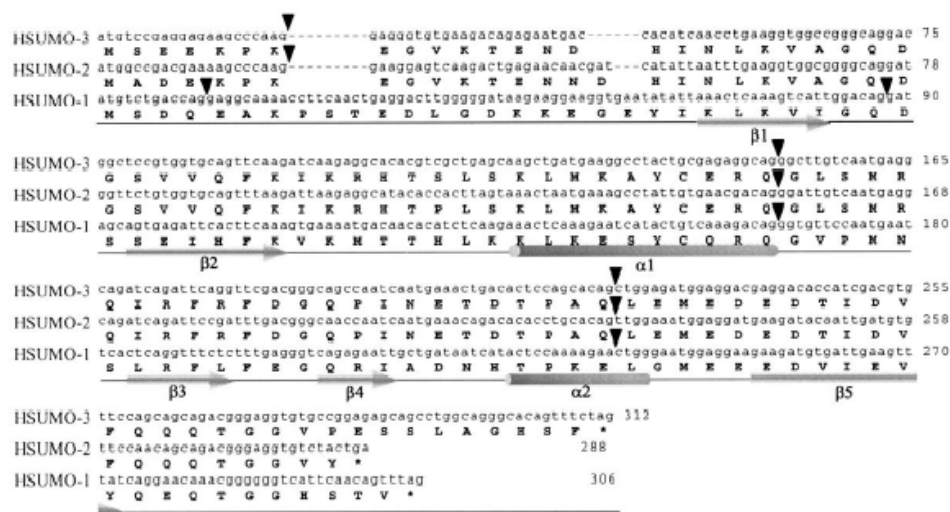 HSUMO-3 atgtccgaggagaagcccaag--------------gagggtgtgaagacagagaatgac------cacatcaacctgaaggtggccgggcaggac 75
M S E E K P K E G V K T E N D H I N L K V A G Q D
HSUMO-2 atggccgacgaaaagcccaag--------------gaaggagtcaagactgagaacaacgat---catattaatttgaaggtggcggggcaggat 78
M A D E K P K E G V K T E N N D H I N L K V A G Q D
HSUMO-1 atgtctgaccaggaggcaaaaccttcaactgaggacttgggggataagaaggaaggtgaatatattaaactcaaagtcattggacaggat 90
M S D Q E A K P S T E D L G D K K E G E Y I K L K V I G Q D
β1
HSUMO-3 ggctccgtggtgcagttcaagatcaagaggcacacgtcgctgagcaagctgatgaaggcctactgcgagaggcagggcttgtcaatgagg 165
G S V V Q F K I K R H T S L S K L M K A Y C E R Q G L S M R
HSUMO-2 ggttctgtggtgcagtttaagattaagaggcatacaccacttagtaaactaatgaaagcctattgtgaacgacagggattgtcaatgagg 168
G S V V Q F K I K R H T P L S K L M K A Y C E R Q G L S M R
HSUMO-1 agcagtgagattcacttcaaagtgaaaatgacaacacatctcaagaaactcaaagaatcatactgtcaaagacagggtgttccaatgaat 180
S S E I H F K V K M T T H L K K L K E S Y C Q R Q G V P M N
β2 α1
HSUMO-3 cagatcagattcaggttcgacgggcagccaatcaatgaaactgacactccagcacagctggagatggaggacgaggacaccatcgacgtg 255
Q I R F R F D G Q P I N E T D T P A Q L E M E D E D T I D V
HSUMO-2 cagatcagattccgatttgacgggcaaccaatcaatgaaacagacacacctgcacagttggaaatggaggatgaagatacaattgatgtg 258
Q I R F R F D G Q P I N E T D T P A Q L E M E D E D T I D V
HSUMO-1 tcactcaggtttctctttgagggtcagagaattgctgataatcatactccaaaagaactgggaatggaggaagaagatgtgattgaagtt 270
S L R F L F E G Q R I A D N H T P K E L G M E E E D V I E V
β3 β4 α2 β5
HSUMO-3 ttccagcagcagacgggaggtgtgccggagagcagcctggcagggcacagtttctag 312
F Q Q Q T G G V P E S S L A G H S F *
HSUMO-2 ttccaacagcagacgggaggtgtctactga 288
F Q Q Q T G G V Y *
HSUMO-1 tatcaggaacaaacggggggtcattcaacagtttag 306
Y Q E Q T G G H S T V *